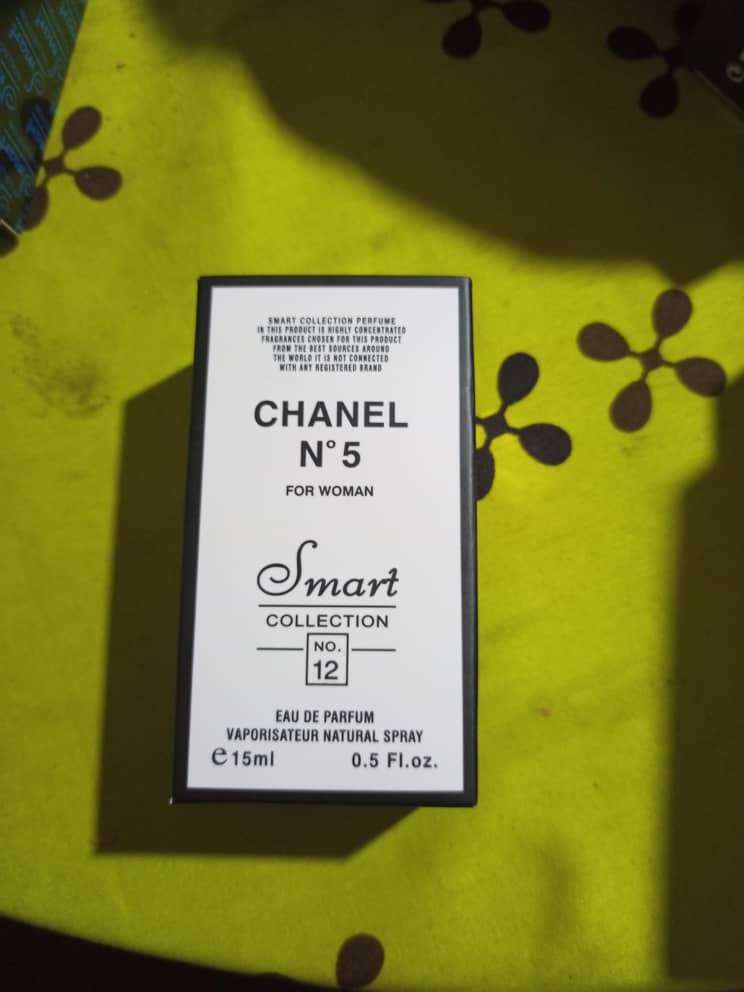 SMART COLLECTION PERFUME
IN THIS PRODUCT IS HIGHLY CONCENTRATED
FRAGRANCES CHOSEN FOR THIS PRODUCT
FROM THE BEST SOURCES AROUND
THE WORLD IT IS NOT CONNECTED
WITH ANY REGISTERED BRAND
CHANEL
N° 5
FOR WOMAN
Smart
COLLECTION
NO.
12
EAU DE PARFUM
VAPORISATEUR NATURAL SPRAY
℮ 15ml 0.5 Fl.oz.